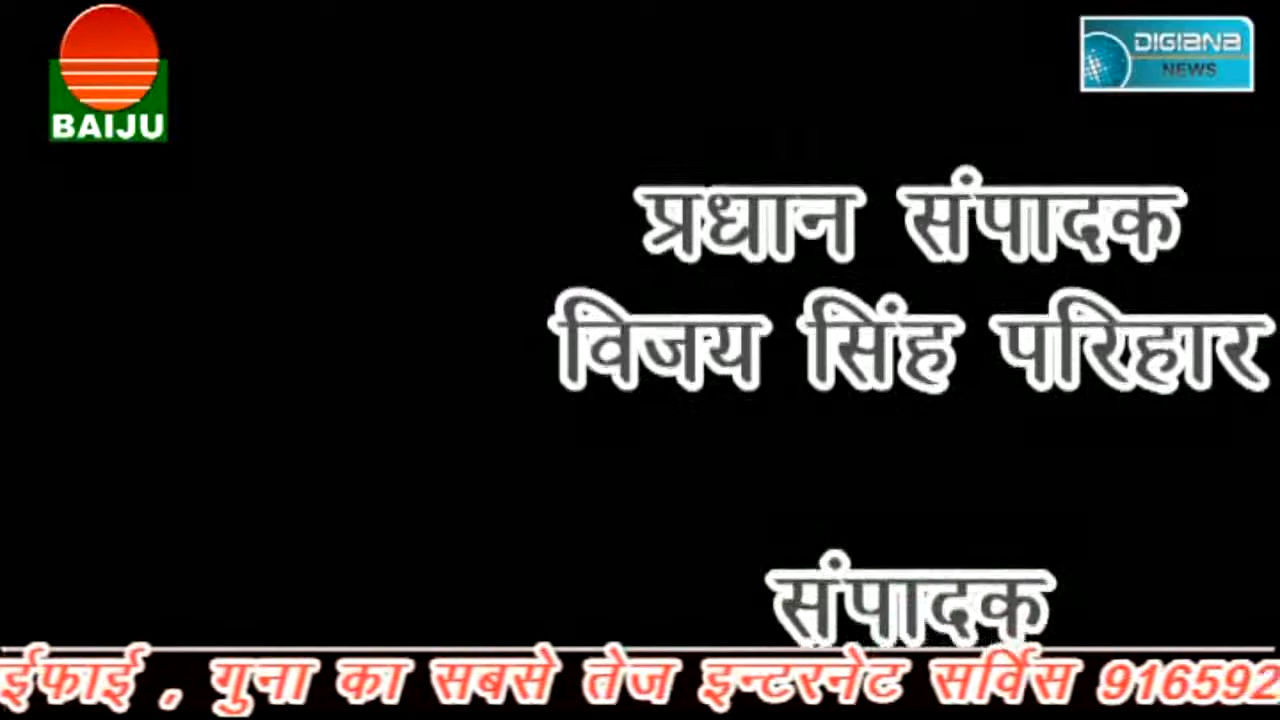 BAIJU
DIGIANA
NEWS
प्रधान संपादक
विजय सिंह परिहार
संपादक
ईफाई , गुना का सबसे तेज इन्टरनेट सर्विस 916592